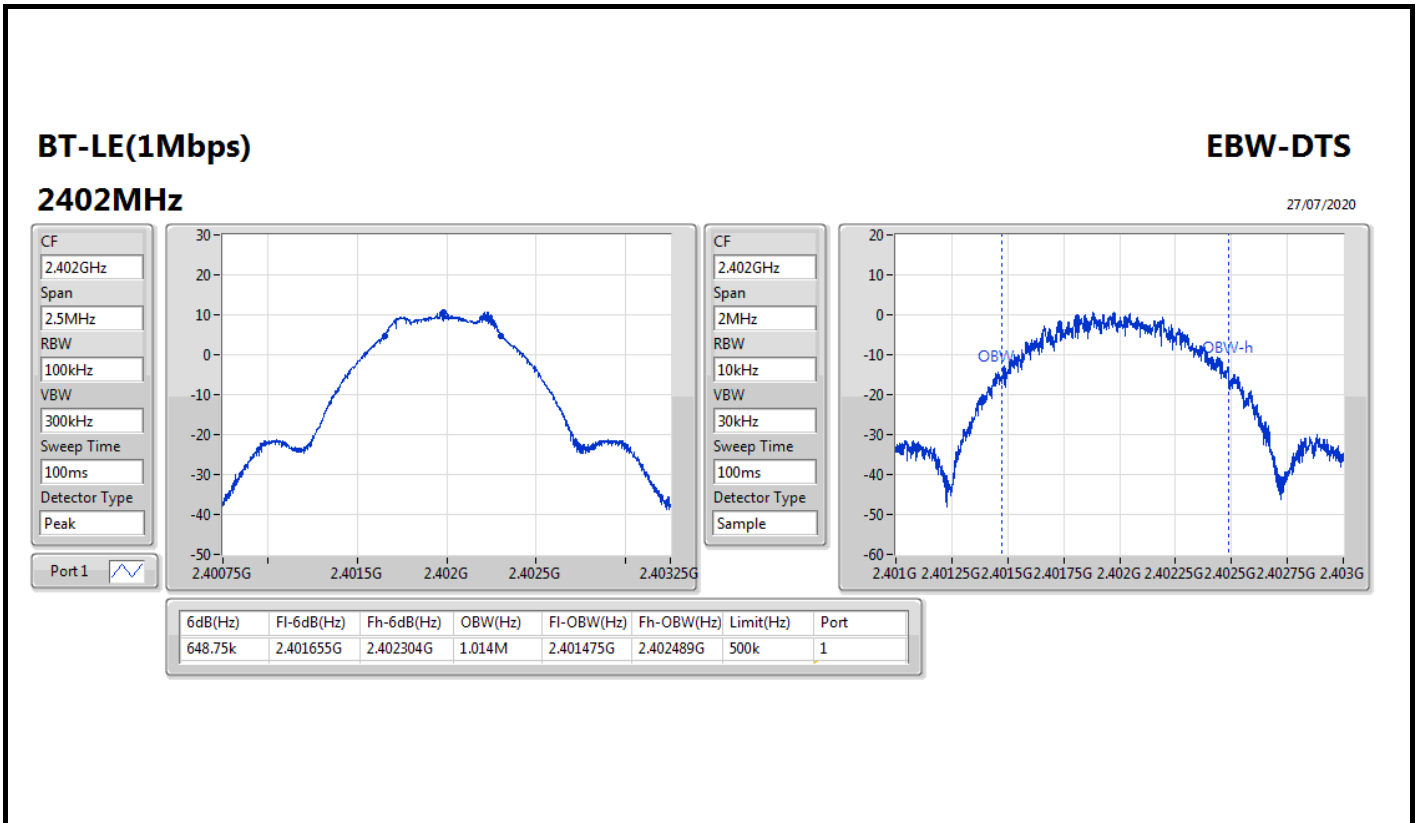 BT-LE(1Mbps)
EBW-DTS
2402MHz
27/07/2020
CF
2.402GHz
Span
2.5MHz
RBW
100kHz
VBW
300kHz
Sweep Time
100ms
Detector Type
Peak
Port 1
30
20
10
0
-10
-20
-30
-40
-50
2.40075G 2.4015G 2.402G 2.4025G 2.40325G
CF
2.402GHz
Span
2MHz
RBW
10kHz
VBW
30kHz
Sweep Time
100ms
Detector Type
Sample
20
10
0
-10
-20
-30
-40
-50
-60
OBW-h
2.401G 2.40125G 2.4015G 2.40175G 2.402G 2.40225G 2.4025G 2.40275G 2.403G
6dB(Hz) Fl-6dB(Hz) Fh-6dB(Hz) OBW(Hz) Fl-OBW(Hz) Fh-OBW(Hz) Limit(Hz) Port
648.75k 2.401655G 2.402304G 1.014M 2.401475G 2.402489G 500k 1